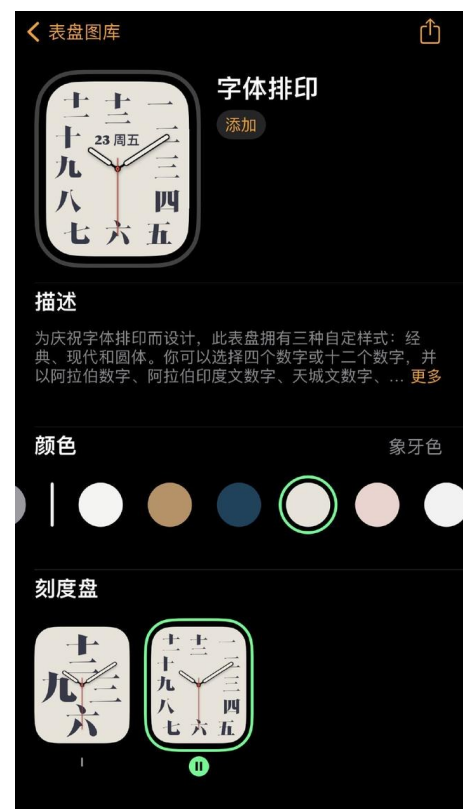 表盘图库
字体排印
添加
十一 十二 一
十 二
23 周五
九 三
八 四
七 六 五
描述
为庆祝字体排印而设计，此表盘拥有三种自定样式：经
典、现代和圆体。你可以选择四个数字或十二个数字，并
以阿拉伯数字、阿拉伯印度文数字、天城文数字、... 更多
颜色 象牙色
刻度盘
十二
九 三
六
十一 十二 一
十 二
九 三
八 四
七 六 五
I II